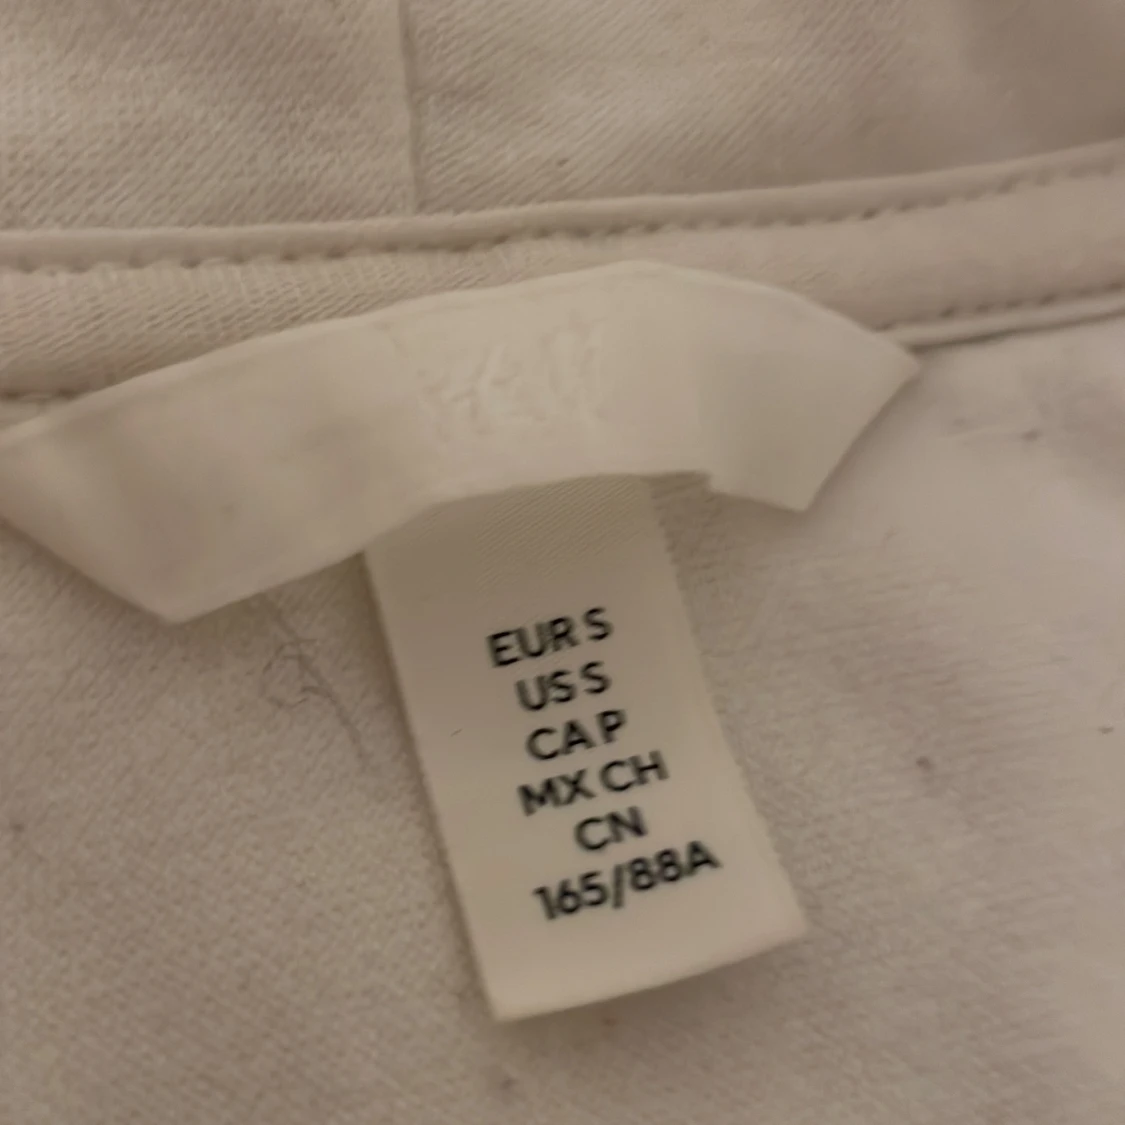 EUR S
US S
CA P
MX CH
CN
165/88A